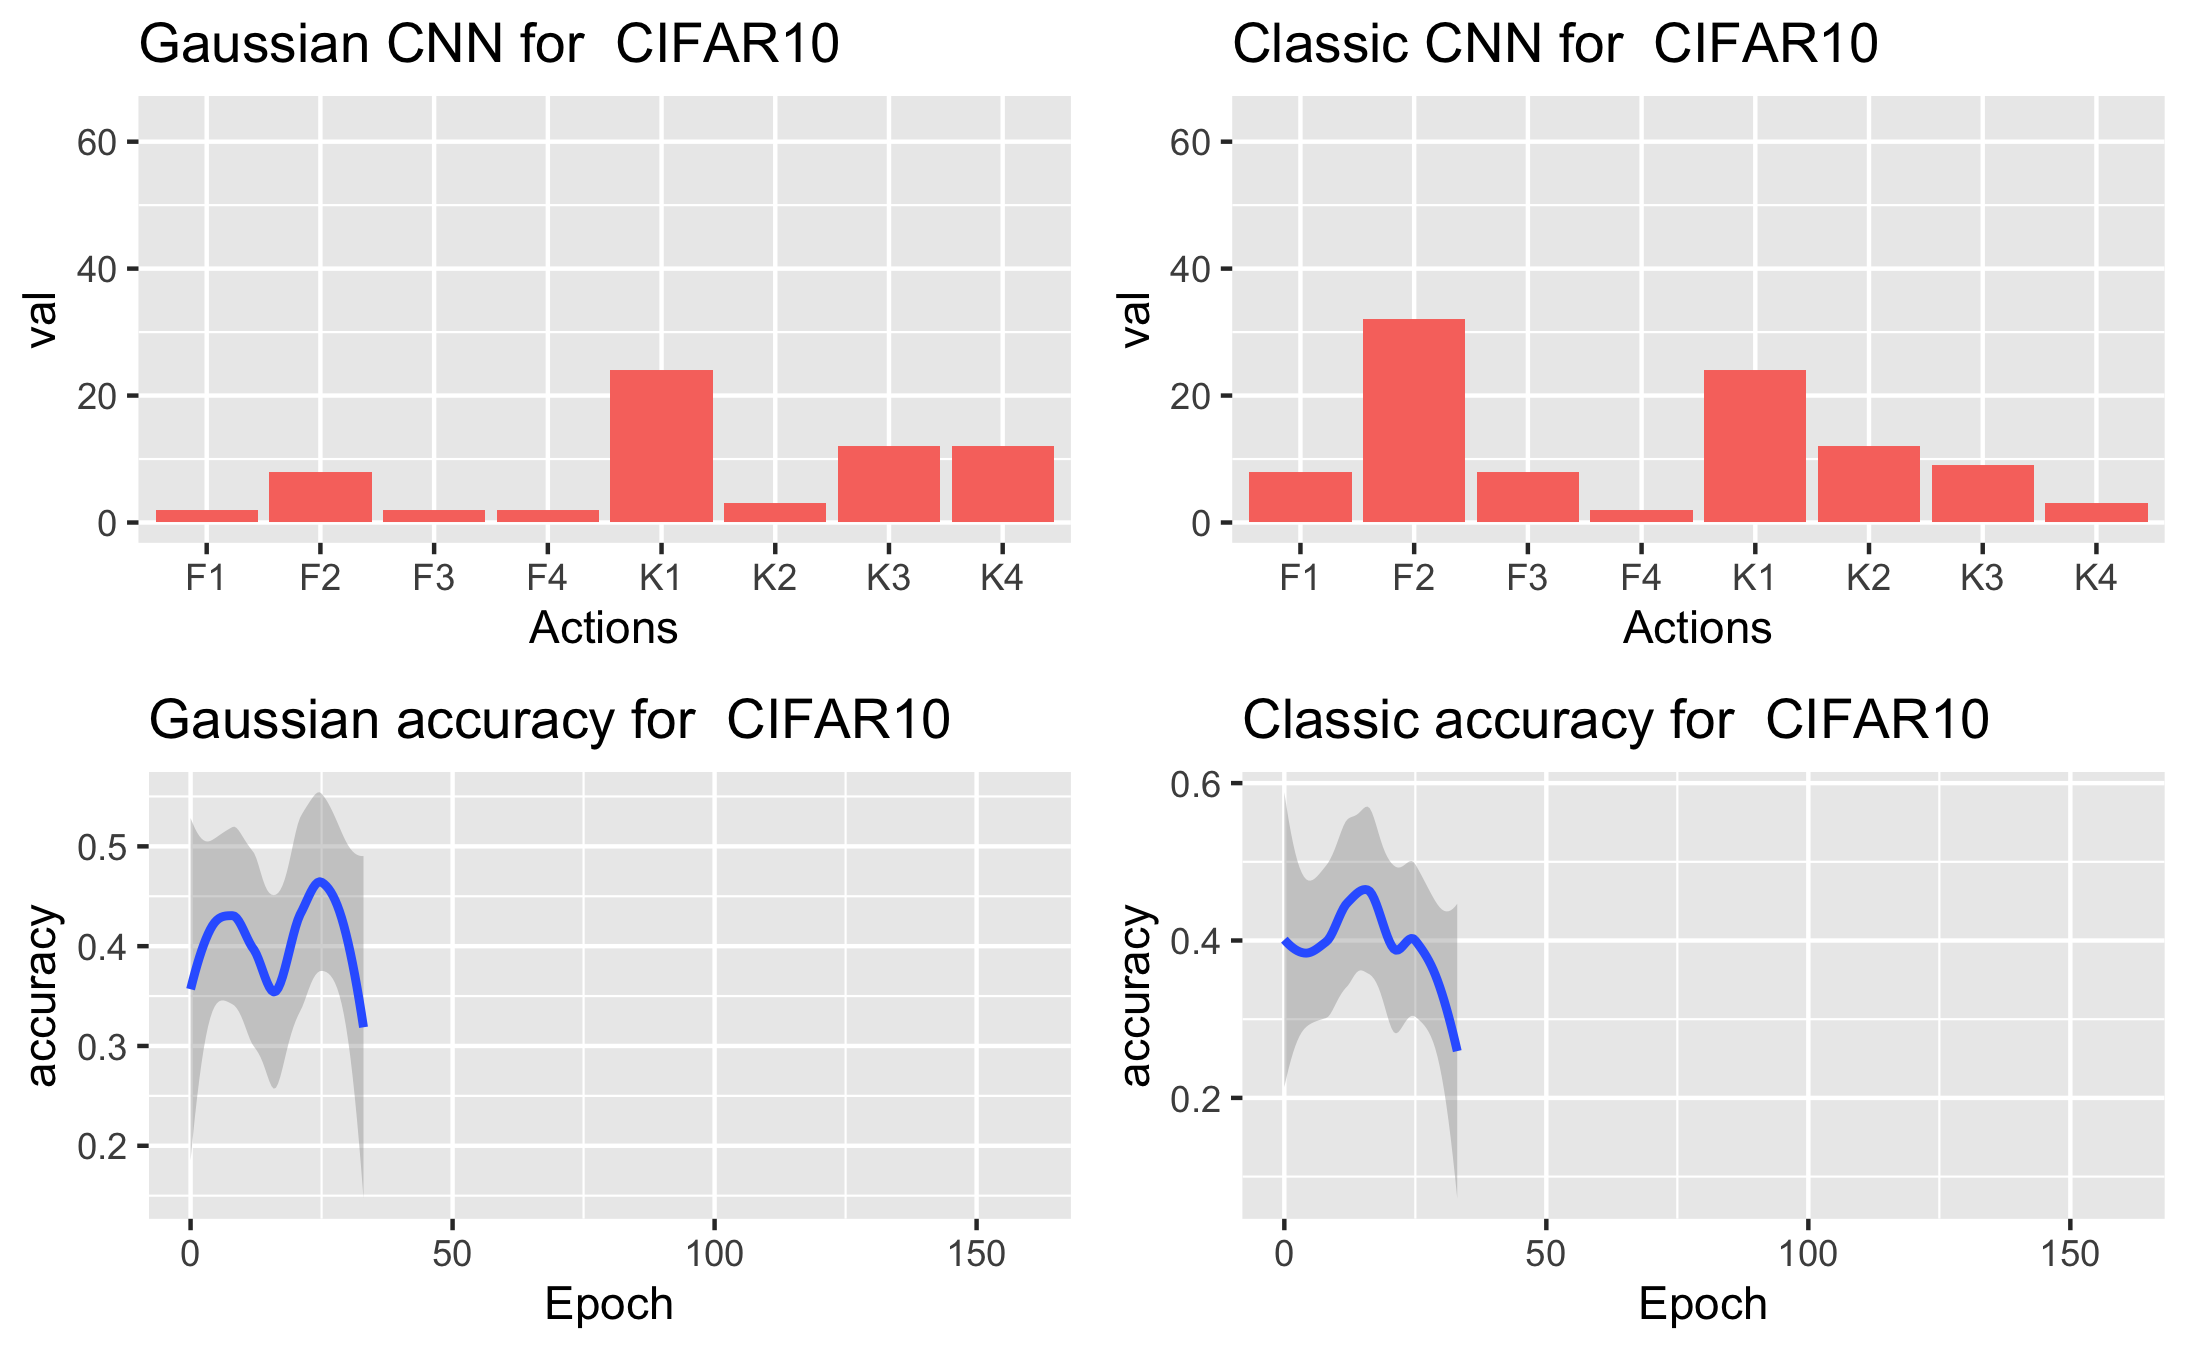 Gaussian CNN for  CIFAR10
60
40
20
0
val
F1 F2 F3 F4 K1 K2 K3 K4
Actions
Classic CNN for  CIFAR10
60
40
20
0
val
F1 F2 F3 F4 K1 K2 K3 K4
Actions
Gaussian accuracy for  CIFAR10
0.5
0.4
0.3
0.2
accuracy
0 50 100 150
Epoch
Classic accuracy for  CIFAR10
0.6
0.4
0.2
accuracy
0 50 100 150
Epoch